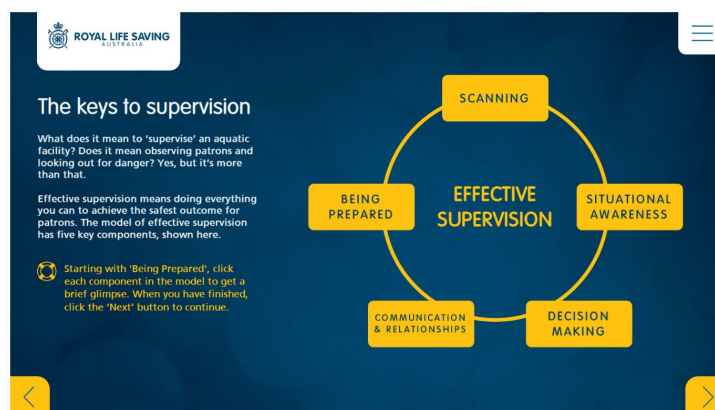 ROYAL LIFE SAVING
AUSTRALIA
The keys to supervision
What does it mean to 'supervise' an aquatic
facility? Does it mean observing patrons and
looking out for danger? Yes, but it's more
than that.
Effective supervision means doing everything
you can to achieve the safest outcome for
patrons. The model of effective supervision
has five key components, shown here.
Starting with 'Being Prepared', click
each component in the model to get a
brief glimpse. When you have finished,
click the 'Next' button to continue.
SCANNING
BEING
PREPARED
EFFECTIVE
SUPERVISION
SITUATIONAL
AWARENESS
COMMUNICATION
& RELATIONSHIPS
DECISION
MAKING